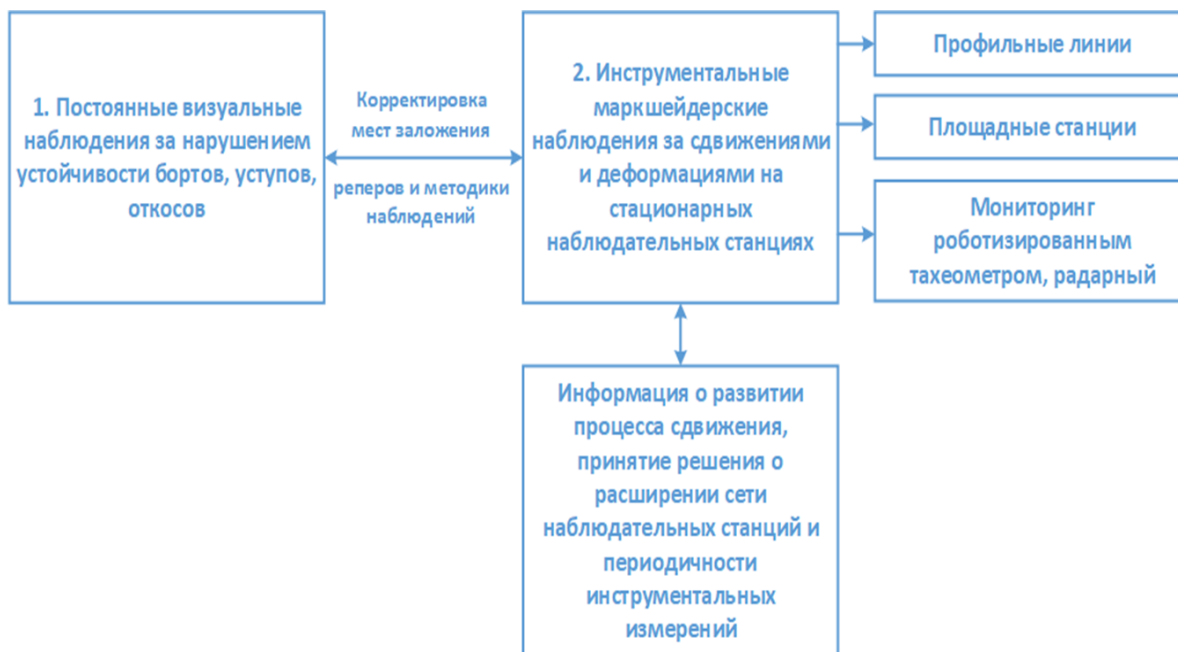 1. Постоянные визуальные
наблюдения за нарушением
устойчивости бортов, уступов,
откосов
Корректировка
мест заложения
реперов и методики
наблюдений
2. Инструментальные
маркшейдерские
наблюдения за сдвижениями
и деформациями на
стационарных
наблюдательных станциях
Профильные линии
Площадные станции
Мониторинг
роботизированным
тахеометром, радарный
Информация о развитии
процесса сдвижения,
принятие решения о
расширении сети
наблюдательных станций и
периодичности
инструментальных
измерений